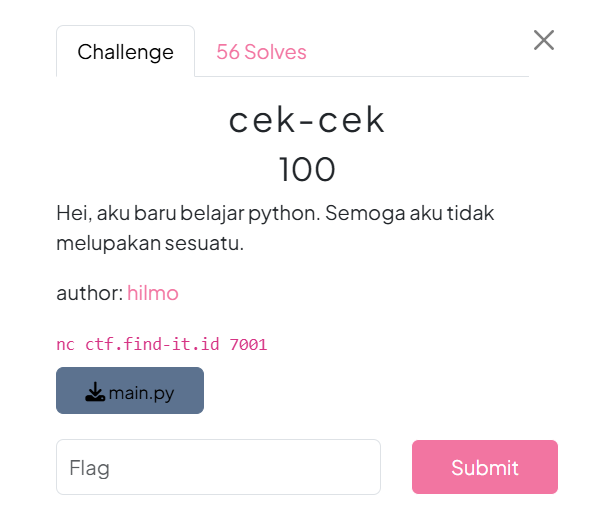 Challenge
56 Solves
cek-cek
100
Hei, aku baru belajar python. Semoga aku tidak
melupakan sesuatu.
author: hilmo
nc ctf.find-it.id 7001
main.py
Flag
Submit